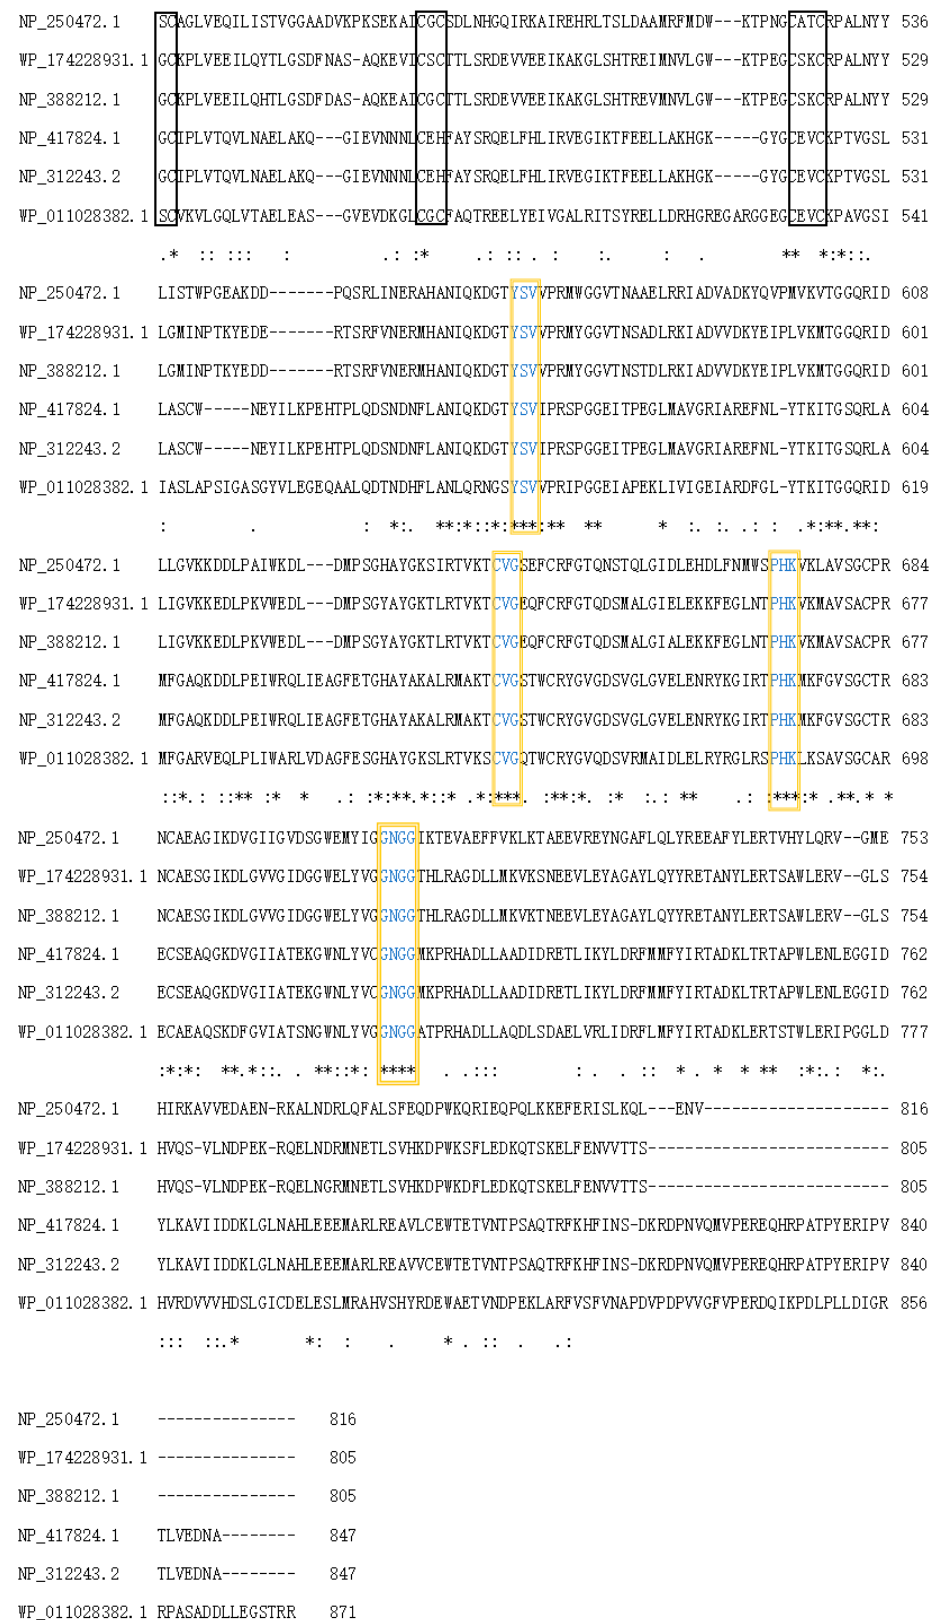 NP_250472.1 SCAGLVEQILISTVGGAADVKPKSEKAICGCSDLNHGQIRKAIREHRLTSLDAAMRFMDW---KTPNGCATCRPALNYY 536
WP_174228931.1 GCKPLVEEILQYTLGSDFNAS-AQKEVICSCTTLSRDEVVEEIKAKGLSHTREIMNVLGW---KTPEGCSKCRPALNYY 529
NP_388212.1 GCKPLVEEILQHTLGSDFDAS-AQKEAICGCTTLSRDEVVEEIKAKGLSHTREVMNVLGW---KTPEGCSKCRPALNYY 529
NP_417824.1 GCIPLVTQVLNAELAKQ---GIEVNNNLCEHFAYSRQELFHLIRVEGIKTFEELLAKHGK-----GYGCEVCKPTVGSL 531
NP_312243.2 GCIPLVTQVLNAELAKQ---GIEVNNNLCEHFAYSRQELFHLIRVEGIKTFEELLAKHGK-----GYGCEVCKPTVGSL 531
WP_011028382.1 SCVKVLGQLVTAELEAS---GVEVDKGLCGCFAQTREELYEIVGALRITSYRELLDRHGREGARGGEGCEVCKPAVGSI 541
.* :: ::: : .: :* .: :: : :. : . ** *:*::.
NP_250472.1 LISTWPGEAKDD-------PQSRLINERAHANIQKDGTYSVVPRMWGGVTNAAELRRIADVADKYQVPMVKVTGGQRID 608
WP_174228931.1 LGMINPTKYEDE-------RTSRFVNERMHANIQKDGTYSVVPRMYGGVTNSADLRKIADVVDKYEIPLVKMTGGQRID 601
NP_388212.1 LGMINPTKYEDD-------RTSRFVNERMHANIQKDGTYSVVPRMYGGVTNSTDLRKIADVVDKYEIPLVKMTGGQRID 601
NP_417824.1 LASCW-----NEYILKPEHTPLQDSNDNFLANIQKDGTYSVIPRSPGGEITPEGLMAVGRIAREFNL-YTKITGSQRLA 604
NP_312243.2 LASCW-----NEYILKPEHTPLQDSNDNFLANIQKDGTYSVIPRSPGGEITPEGLMAVGRIAREFNL-YTKITGSQRLA 604
WP_011028382.1 IASLAPSIGASGYVLEGEQAALQDTNDHFLANLQRNGSYSVVPRIPGGEIAPEKLIVIGEIARDFGL-YTKITGGQRID 619
: . : *:. **:*::*:***:** ** * :. :. .: : .*:**.**:
NP_250472.1 LLGVKKDDLPAIWKDL---DMPSGHAYGKSIRTVKTCVGSEFCRFGTQNSTQLGIDLEHDLFNMWSPHKVKLAVSGCPR 684
WP_174228931.1 LIGVKKEDLPKVWEDL---DMPSGYAYGKTLRTVKTCVGEQFCRFGTQDSMALGIELEKKFEGLNTPHKVKMAVSACPR 677
NP_388212.1 LIGVKKEDLPKVWEDL---DMPSGYAYGKTLRTVKTCVGEQFCRFGTQDSMALGIALEKKFEGLNTPHKVKMAVSACPR 677
NP_417824.1 MFGAQKDDLPEIWRQLIEAGFETGHAYAKALRMAKTCVGSTWCRYGVGDSVGLGVELENRYKGIRTPHKMKFGVSGCTR 683
NP_312243.2 MFGAQKDDLPEIWRQLIEAGFETGHAYAKALRMAKTCVGSTWCRYGVGDSVGLGVELENRYKGIRTPHKMKFGVSGCTR 683
WP_011028382.1 MFGARVEQLPLIWARLVDAGFESGHAYGKSLRTVKSCVGQTWCRYGVQDSVRMAIDLELRYRGLRSPHKLKSAVSGCAR 698
::*.: ::** :* * .: :*:**.*::* .*:***. :**:*. :* :.: ** .: :***:* .**.* *
NP_250472.1 NCAEAGIKDVGIIGVDSGWEMYIGGNGGIKTEVAEFFVKLKTAEEVREYNGAFLQLYREEAFYLERTVHYLQRV--GME 753
WP_174228931.1 NCAESGIKDLGVVGIDGGWELYVGGNGGTHLRAGDLLMKVKSNEEVLEYAGAYLQYYRETANYLERTSAWLERV--GLS 754
NP_388212.1 NCAESGIKDLGVVGIDGGWELYVGGNGGTHLRAGDLLMKVKTNEEVLEYAGAYLQYYRETANYLERTSAWLERV--GLS 754
NP_417824.1 ECSEAQGKDVGIIATEKGWNLYVCGNGGMKPRHADLLAADIDRETLIKYLDRFMMFYIRTADKLTRTAPWLENLEGGID 762
NP_312243.2 ECSEAQGKDVGIIATEKGWNLYVCGNGGMKPRHADLLAADIDRETLIKYLDRFMMFYIRTADKLTRTAPWLENLEGGID 762
WP_011028382.1 ECAEAQSKDFGVIATSNGWNLYVGGNGGATPRHADLLAQDLSDAELVRLIDRFLMFYIRTADKLERTSTWLERIPGGLD 777
:*:*: **.*::. . **::*: **** . .::: : . . :: * . * * ** :*:.: *:.
NP_250472.1 HIRKAVVEDAEN-RKALNDRLQFALSFEQDPWKQRIEQPQLKKEFERISLKQL---ENV-------------------- 816
WP_174228931.1 HVQS-VLNDPEK-RQELNDRMNETLSVHKDPWKSFLEDKQTSKELFENVVTTS-------------------------- 805
NP_388212.1 HVQS-VLNDPEK-RQELNGRMNETLSVHKDPWKDFLEDKQTSKELFENVVTTS-------------------------- 805
NP_417824.1 YLKAVIIDDKLGLNAHLEEEMARLREAVLCEWTETVNTPSAQTRFKHFINS-DKRDPNVQMVPEREQHRPATPYERIPV 840
NP_312243.2 YLKAVIIDDKLGLNAHLEEEMARLREAVVCEWTETVNTPSAQTRFKHFINS-DKRDPNVQMVPEREQHRPATPYERIPV 840
WP_011028382.1 HVRDVVVHDSLGICDELESLMRAHVSHYRDEWAETVNDPEKLARFVSFVNAPDVPDPVVGFVPERDQIKPDLPLLDIGR 856
::: ::.* *: : . * . :: . .:
NP_250472.1 --------------- 816
WP_174228931.1 --------------- 805
NP_388212.1 --------------- 805
NP_417824.1 TLVEDNA-------- 847
NP_312243.2 TLVEDNA-------- 847
WP_011028382.1 RPASADDLLEGSTRR 871